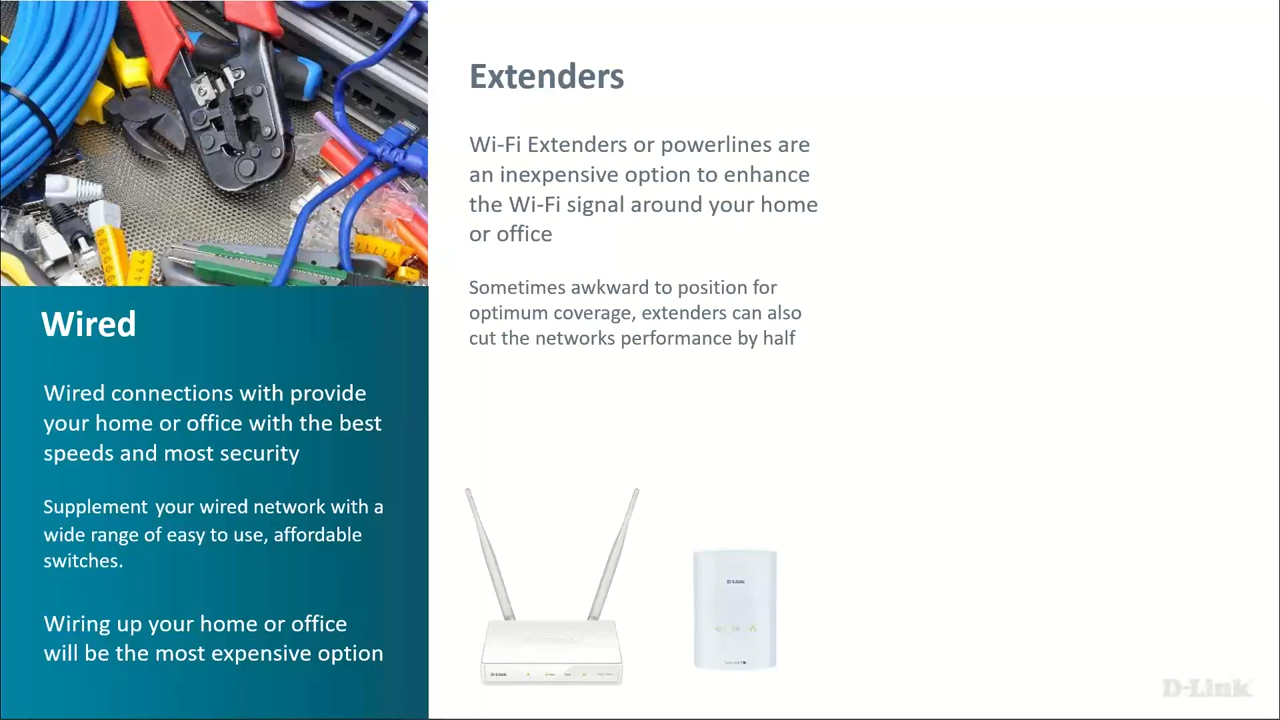 Wired
Wired connections with provide
your home or office with the best
speeds and most security
Supplement your wired network with a
wide range of easy to use, affordable
switches.
Wiring up your home or office
will be the most expensive option
Extenders
Wi-Fi Extenders or powerlines are
an inexpensive option to enhance
the Wi-Fi signal around your home
or office
Sometimes awkward to position for
optimum coverage, extenders can also
cut the networks performance by half
D-Link
D-Link
D-Link